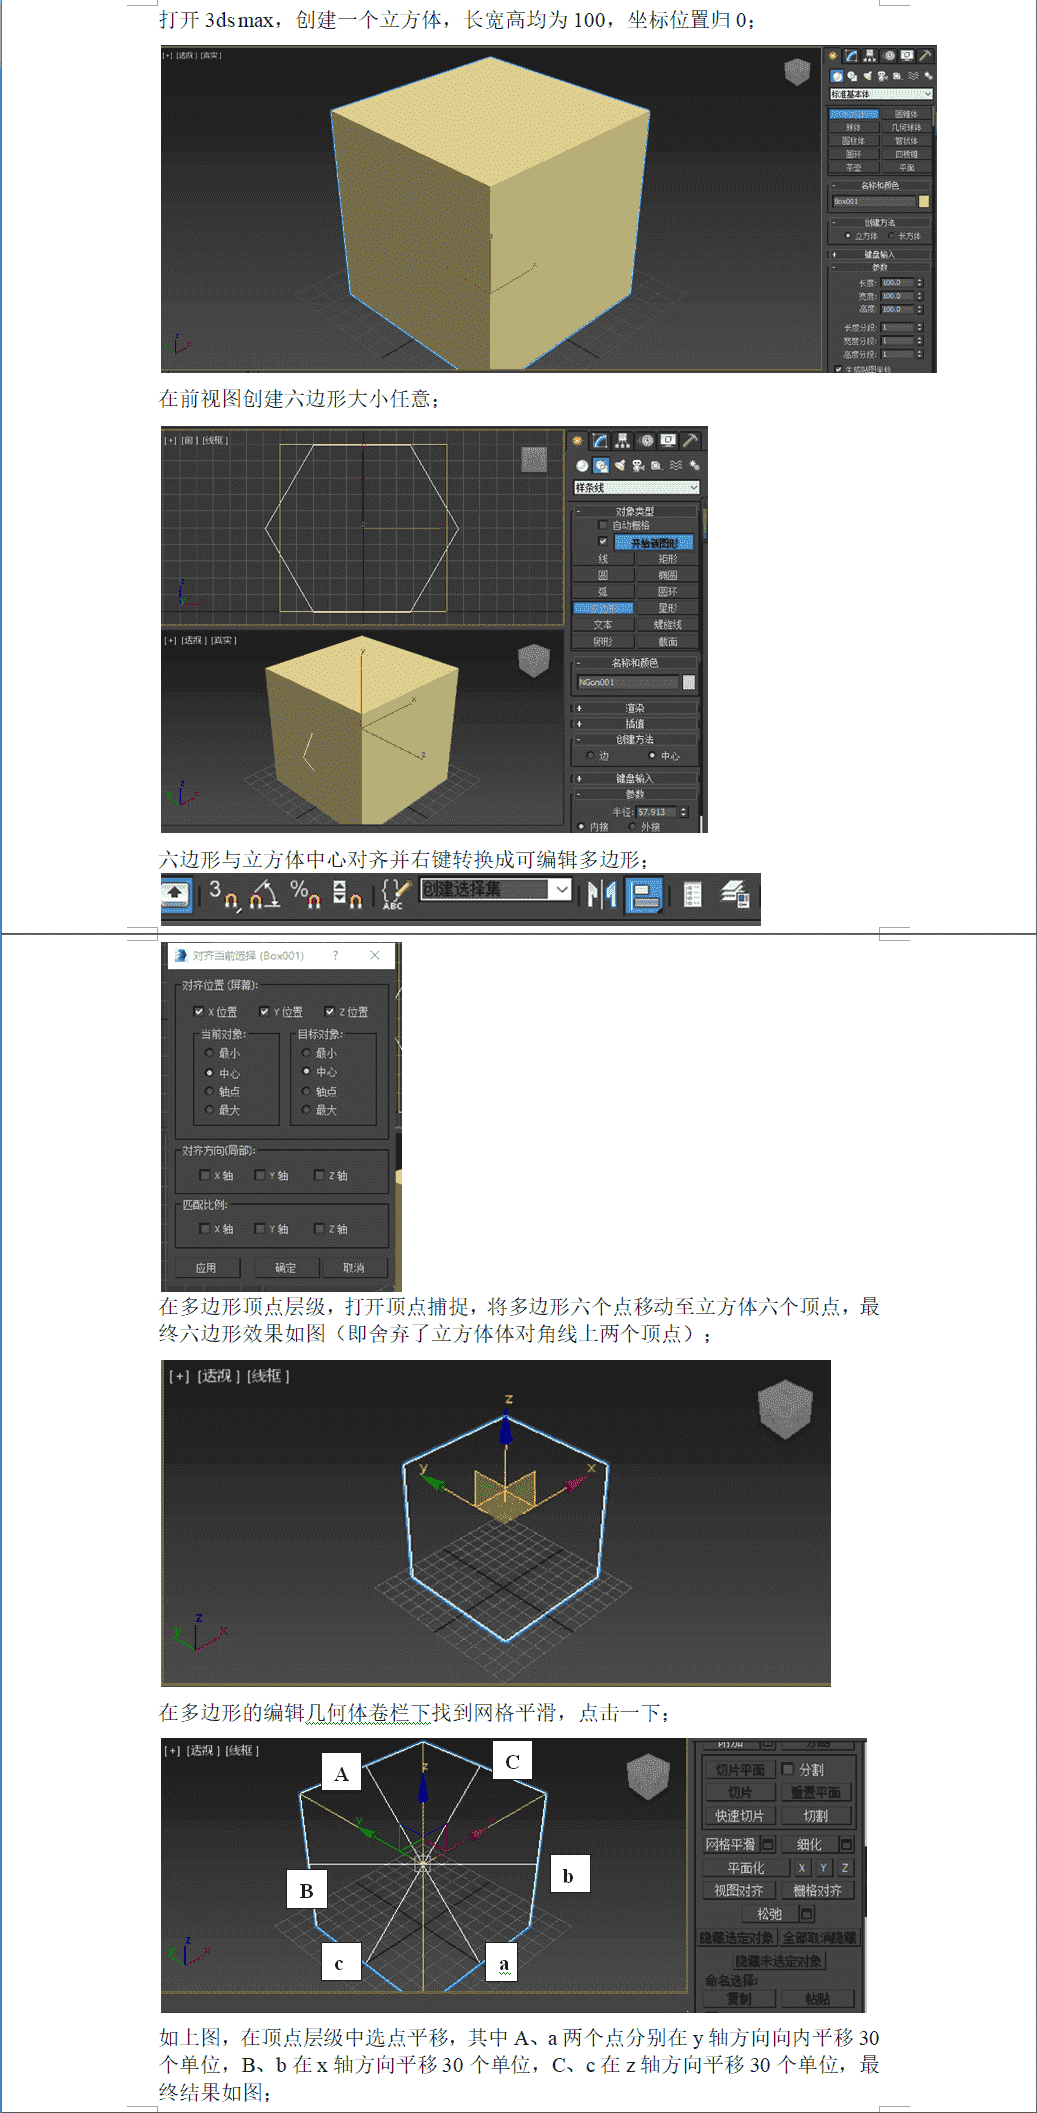 打开 3ds max，创建一个立方体，长宽高均为 100，坐标位置归 0；
[+] [透视] [真实]
标准基本体
圆锥体
球体 几何球体
圆柱体 管状体
圆环 四棱锥
茶壶 平面
- 名称和颜色
Box001
- 创建方法
立方体 长方体
+ 键盘输入
- 参数
长度: 100.0
宽度: 100.0
高度: 100.0
长度分段: 1
宽度分段: 1
高度分段: 1
生成贴图坐标
x
z
在前视图创建六边形大小任意；
[+] [前] [线框]
样条线
- 对象类型
自动栅格
开始新图形
线 矩形
圆 椭圆
弧 圆环
多边形 星形
文本 螺旋线
卵形 截面
[+] [透视] [真实]
y
x
z
- 名称和颜色
NGon001
+ 渲染
+ 插值
- 创建方法
边 中心
+ 键盘输入
- 参数
半径: 57.913
内接 外接
六边形与立方体中心对齐并右键转换成可编辑多边形；
3 % ABC 创建选择集
对齐当前选择 (Box001) ? ×
对齐位置 (屏幕):
X 位置 Y 位置 Z 位置
当前对象: 目标对象:
最小 最小
中心 中心
轴点 轴点
最大 最大
对齐方向(局部):
X 轴 Y 轴 Z 轴
匹配比例:
X 轴 Y 轴 Z 轴
应用 确定 取消
在多边形顶点层级，打开顶点捕捉，将多边形六个点移动至立方体六个顶点，最
终六边形效果如图（即舍弃了立方体体对角线上两个顶点）；
[+] [透视] [线框]
z
y x
z
y x
在多边形的编辑几何体卷栏下找到网格平滑，点击一下；
[+] [透视] [线框]
A C
z
y
B b
c a
z
附加 分离
切片平面 分割
切片 重置平面
快速切片 切割
网格平滑 细化
平面化 X Y Z
视图对齐 栅格对齐
松弛
隐藏选定对象 全部取消隐藏
隐藏未选定对象
命名选择:
复制 粘贴
如上图，在顶点层级中选点平移，其中 A、a 两个点分别在 y 轴方向向内平移 30
个单位，B、b 在 x 轴方向平移 30 个单位，C、c 在 z 轴方向平移 30 个单位，最
终结果如图；